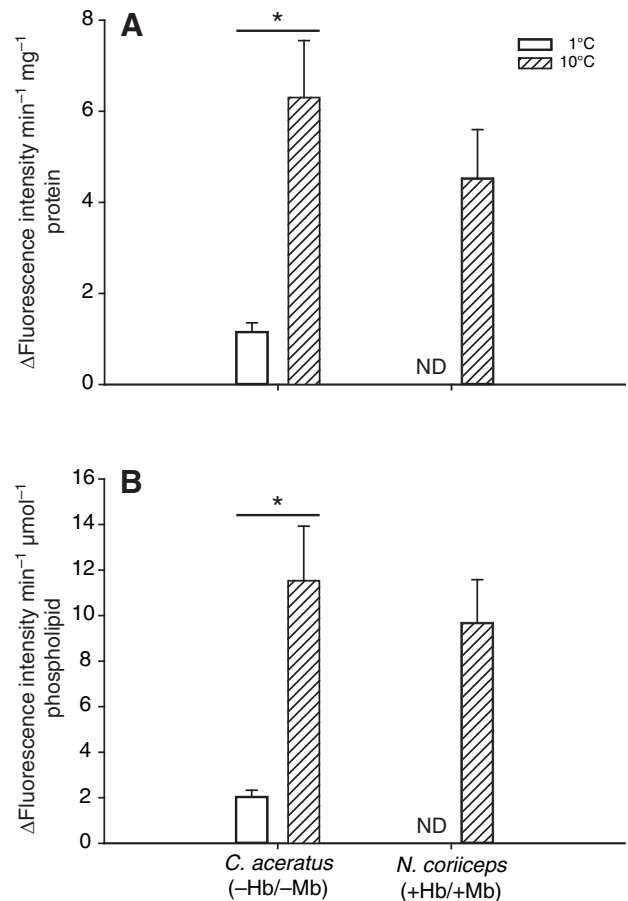 A
8
6
4
2
0
ΔFluorescence intensity min⁻¹ mg⁻¹
protein
*
1°C
10°C
ND
B
16
14
12
10
8
6
4
2
0
ΔFluorescence intensity min⁻¹ µmol⁻¹
phospholipid
*
ND
C. aceratus
(–Hb/–Mb)
N. coriiceps
(+Hb/+Mb)